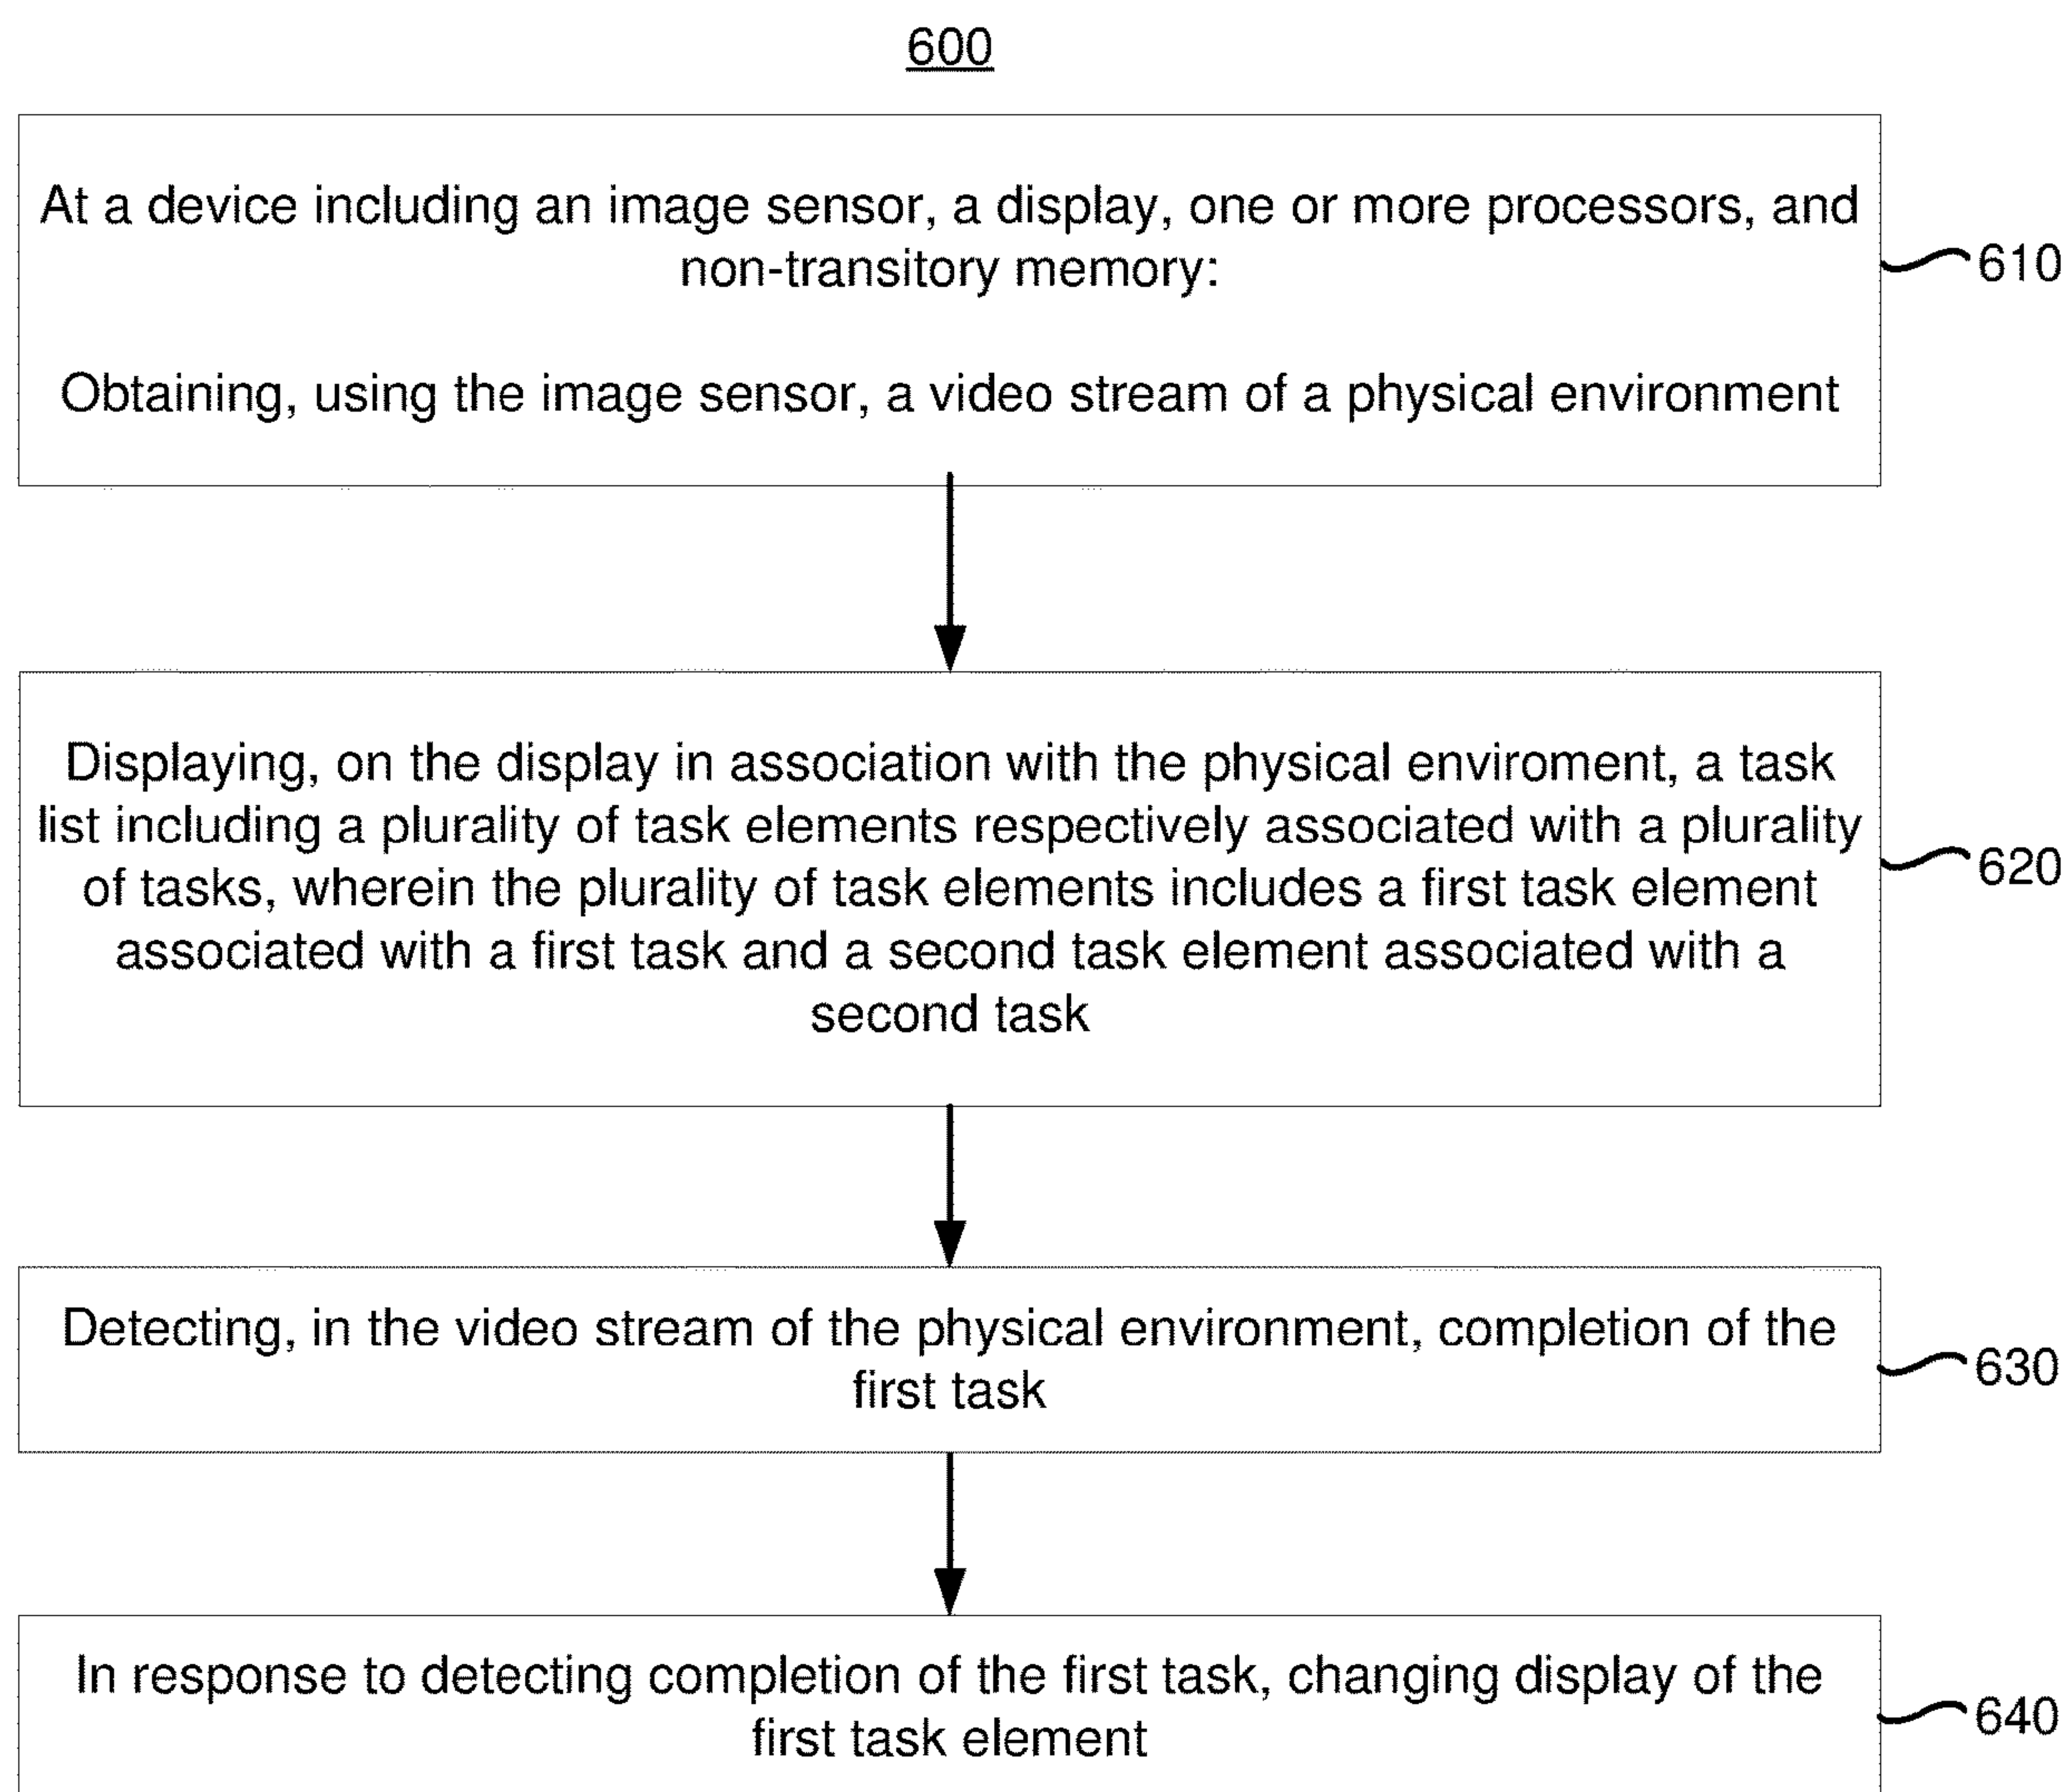 600
At a device including an image sensor, a display, one or more processors, and
non-transitory memory:
610
Obtaining, using the image sensor, a video stream of a physical environment
Displaying, on the display in association with the physical enviroment, a task
list including a plurality of task elements respectively associated with a plurality
620
of tasks, wherein the plurality of task elements includes a first task element
associated with a first task and a second task element associated with a
second task
Detecting, in the video stream of the physical environment, completion of the
630
first task
In response to detecting completion of the first task, changing display of the
640
first task element